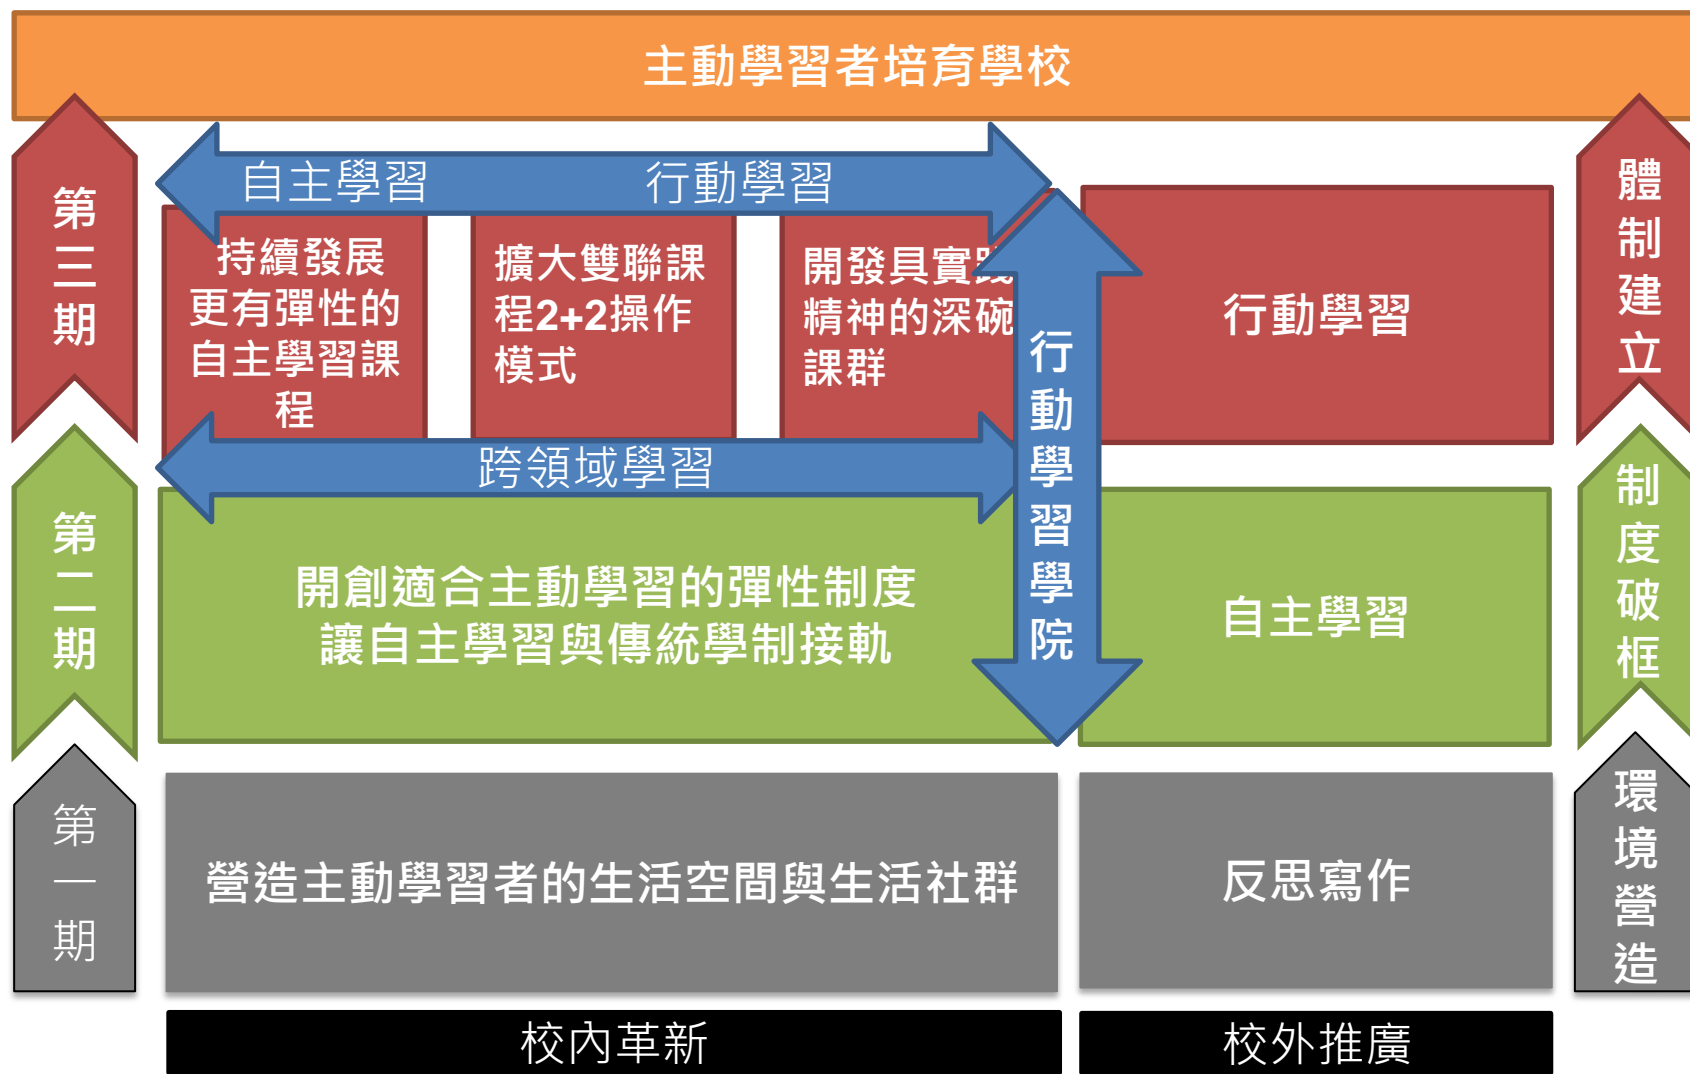 主動學習者培育學校
第三期
自主學習
行動學習
體制建立
持續發展
更有彈性的
自主學習課
程
擴大雙聯課
程2+2操作
模式
開發具實踐
精神的深碗
課群
行動學習
行動學習學院
跨領域學習
第二期
開創適合主動學習的彈性制度
讓自主學習與傳統學制接軌
自主學習
制度破框
第一期
營造主動學習者的生活空間與生活社群
反思寫作
環境營造
校內革新
校外推廣